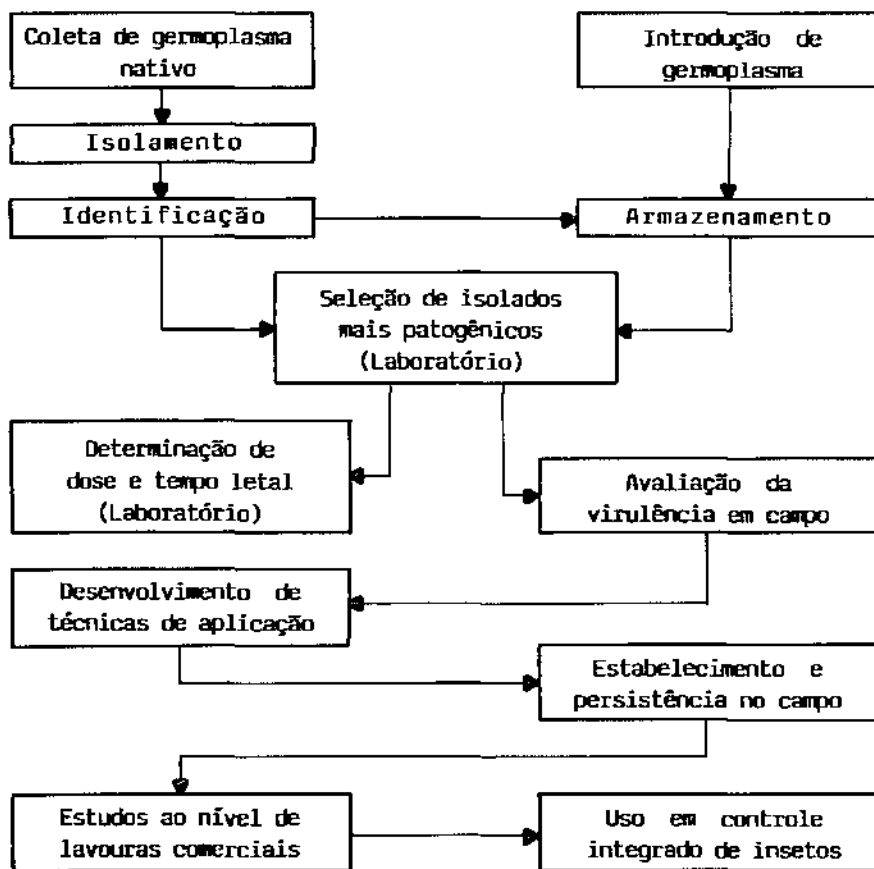 Coleta de germoplasma
nativo
Introdução de
germoplasma
Isolamento
Identificação
Armazenamento
Seleção de isolados
mais patogênicos
(Laboratório)
Determinação de
dose e tempo letal
(Laboratório)
Avaliação da
virulência em campo
Desenvolvimento de
técnicas de aplicação
Estabelecimento e
persistência no campo
Estudos ao nível de
lavouras comerciais
Uso em controle
integrado de insetos